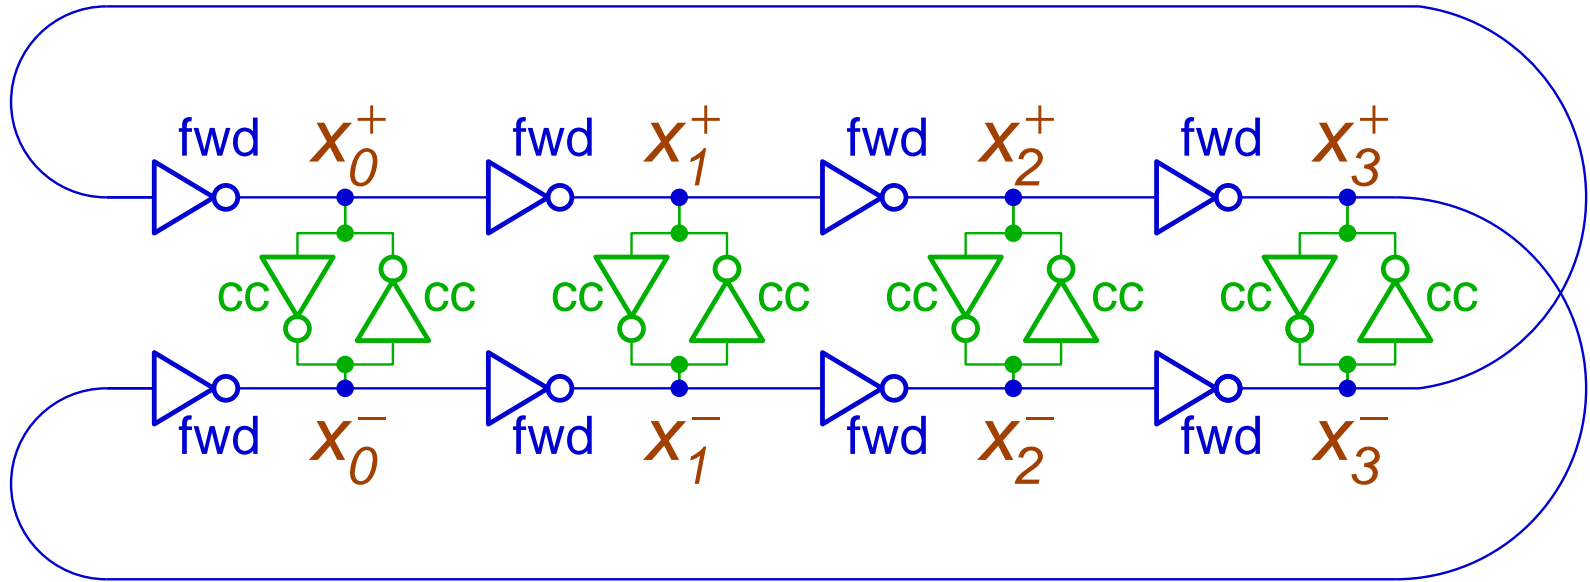 fwd x₀⁺ fwd x₁⁺ fwd x₂⁺ fwd x₃⁺
cc cc cc cc cc cc cc cc
fwd x₀⁻ fwd x₁⁻ fwd x₂⁻ fwd x₃⁻